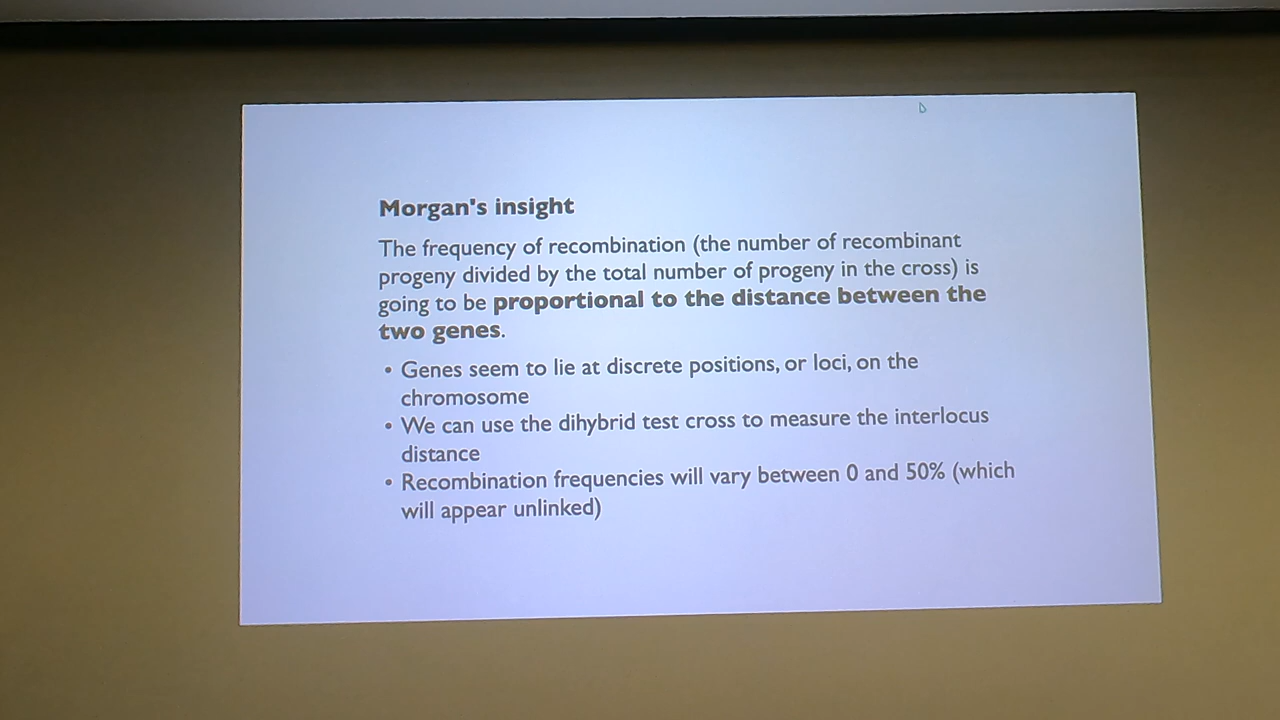 Morgan's insight
The frequency of recombination (the number of recombinant
progeny divided by the total number of progeny in the cross) is
going to be proportional to the distance between the
two genes.
• Genes seem to lie at discrete positions, or loci, on the
chromosome
• We can use the dihybrid test cross to measure the interlocus
distance
• Recombination frequencies will vary between 0 and 50% (which
will appear unlinked)